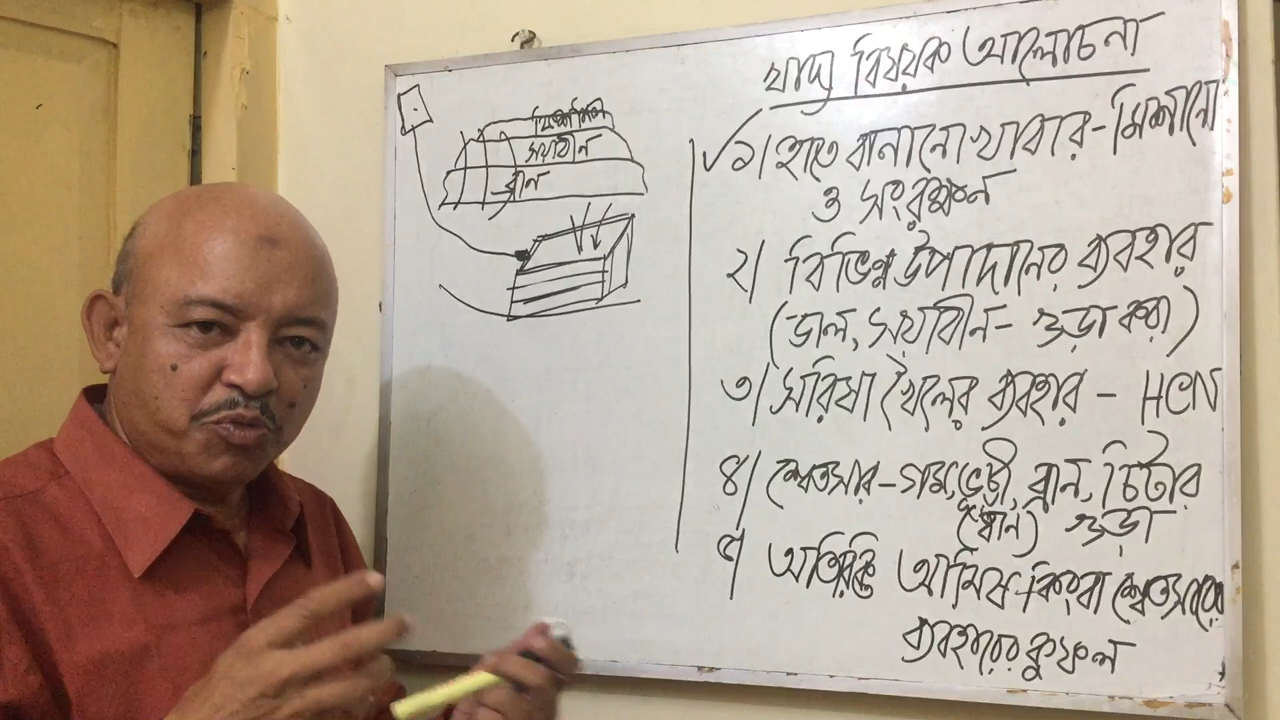 সয়াবীন
ব্রান
খাদ্য বিষয়ক আলোচনা
১। হাতে বানানো খাবার - মিশানো
ও সংরক্ষন
২। বিভিন্ন উপাদানের ব্যবহার
(ডাল, সয়াবীন - গুড়া করা)
৩। সরিষা খৈলের ব্যবহার - HCN
৪। শ্বেতসার - গম, ভূষী, ব্রান, চিটার
(ধান) গুড়া
৫। অতিরিক্ত আমিষ কিংবা শ্বেতসারের
ব্যবহারের কুফল